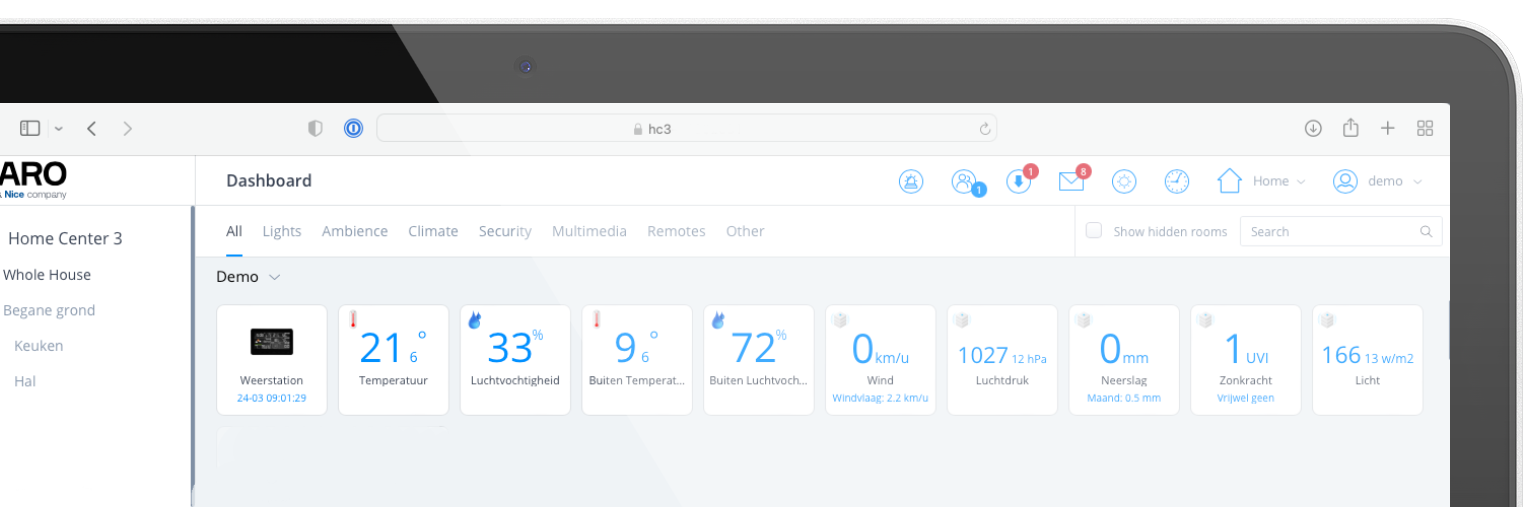 hc3
ARO
Nice company
Dashboard
1
1
8
Home
demo
Home Center 3
Whole House
Begane grond
Keuken
Hal
All Lights Ambience Climate Security Multimedia Remotes Other
Show hidden rooms
Search
Demo
Weerstation
24-03 09:01:29
21 6 °
Temperatuur
33 %
Luchtvochtigheid
9 6 °
Buiten Temperat...
72 %
Buiten Luchtvoch...
0 km/u
Wind
Windvlaag: 2.2 km/u
1027 12 hPa
Luchtdruk
0 mm
Neerslag
Maand: 0.5 mm
1 UVI
Zonkracht
Vrijwel geen
166 13 w/m2
Licht